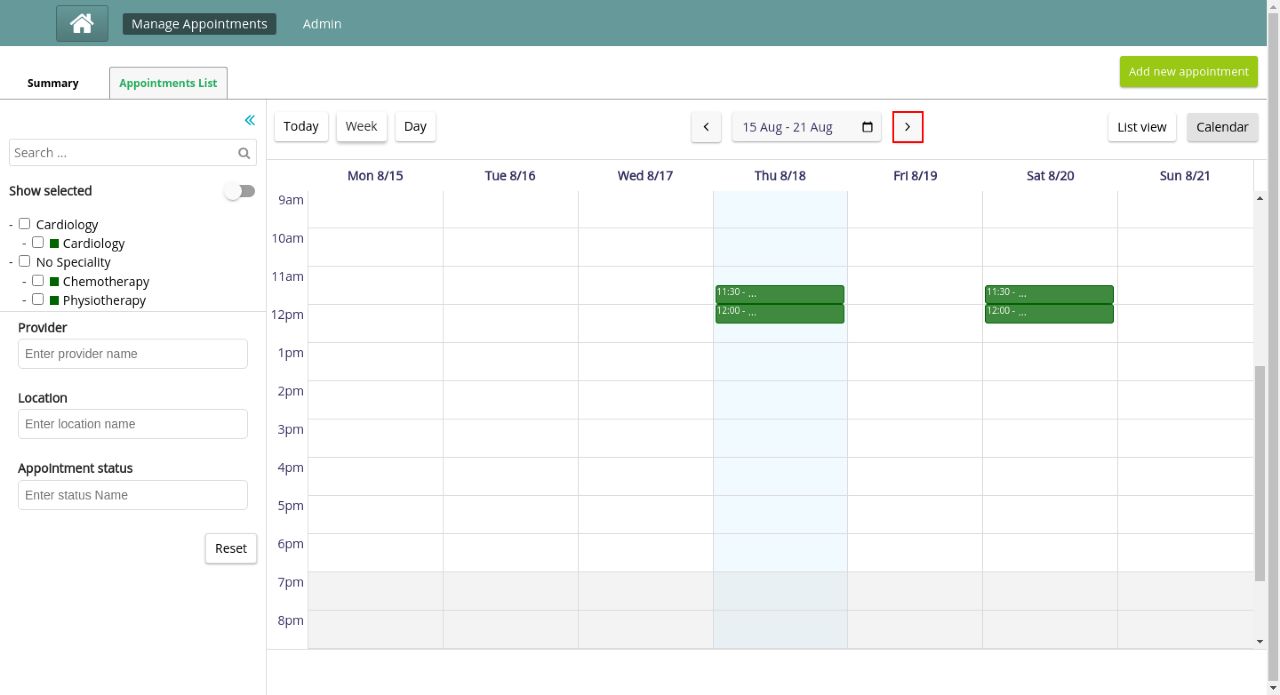 Manage Appointments
Admin
Summary
Appointments List
Add new appointment
Today
Week
Day
15 Aug - 21 Aug
List view
Calendar
Search ...
Show selected
- Cardiology
- Cardiology
- No Speciality
- Chemotherapy
- Physiotherapy
Provider
Enter provider name
Location
Enter location name
Appointment status
Enter status Name
Reset
Mon 8/15
Tue 8/16
Wed 8/17
Thu 8/18
Fri 8/19
Sat 8/20
Sun 8/21
9am
10am
11am
11:30 - ...
11:30 - ...
12pm
12:00 - ...
12:00 - ...
1pm
2pm
3pm
4pm
5pm
6pm
7pm
8pm